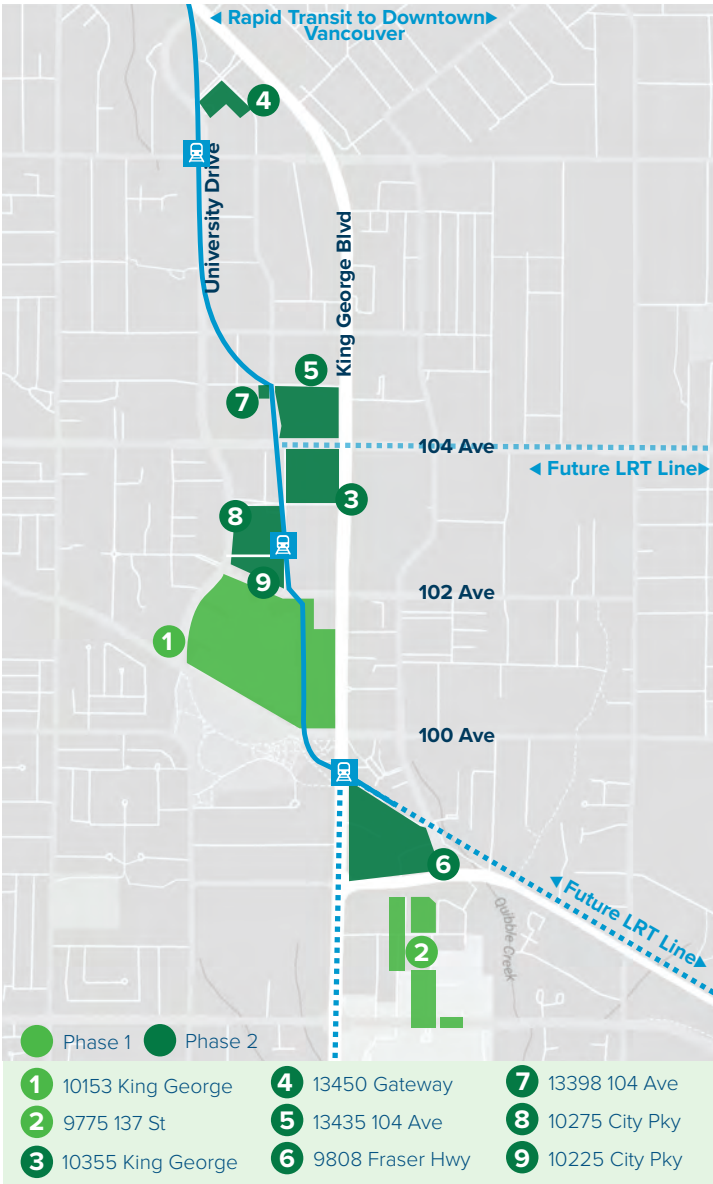 ◄ Rapid Transit to Downtown►
Vancouver
4
University Drive
King George Blvd
5
7
104 Ave
◄ Future LRT Line►
3
8
9
102 Ave
1
100 Ave
6
◄ Future LRT Line►
Quibble Creek
2
Phase 1 Phase 2
1 10153 King George
2 9775 137 St
3 10355 King George
4 13450 Gateway
5 13435 104 Ave
6 9808 Fraser Hwy
7 13398 104 Ave
8 10275 City Pky
9 10225 City Pky